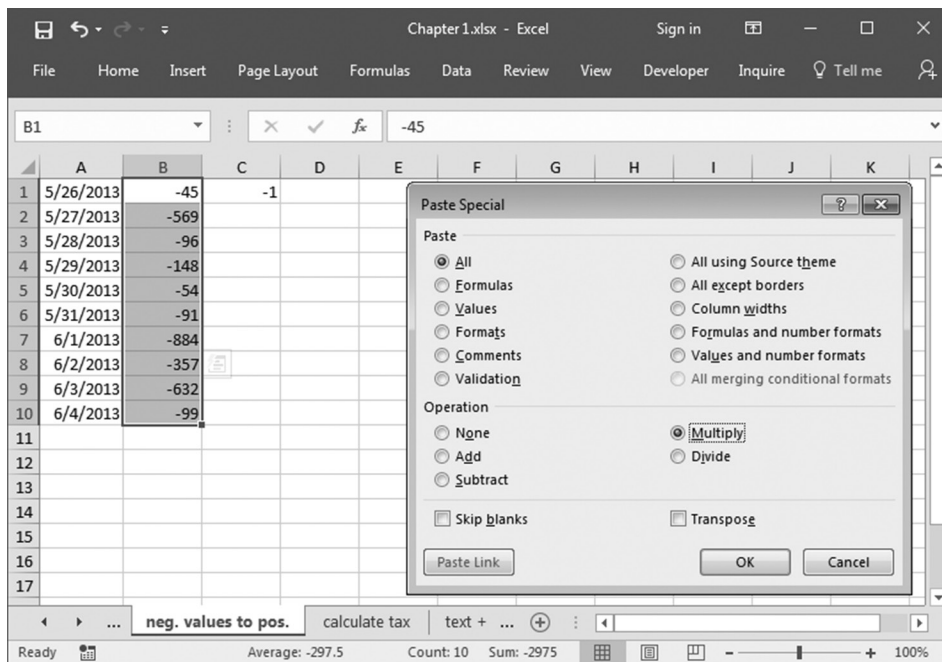 Chapter 1.xlsx - Excel Sign in
File Home Insert Page Layout Formulas Data Review View Developer Inquire Tell me
B1 fx -45
A B C D E F G H I J K
1 5/26/2013 -45 -1
2 5/27/2013 -569
3 5/28/2013 -96
4 5/29/2013 -148
5 5/30/2013 -54
6 5/31/2013 -91
7 6/1/2013 -884
8 6/2/2013 -357
9 6/3/2013 -632
10 6/4/2013 -99
11
12
13
14
15
16
17
Paste Special ?
Paste
All All using Source theme
Formulas All except borders
Values Column widths
Formats Formulas and number formats
Comments Values and number formats
Validation All merging conditional formats
Operation
None Multiply
Add Divide
Subtract
Skip blanks Transpose
Paste Link OK Cancel
... neg. values to pos. calculate tax text + ...
Ready Average: -297.5 Count: 10 Sum: -2975 - + 100%